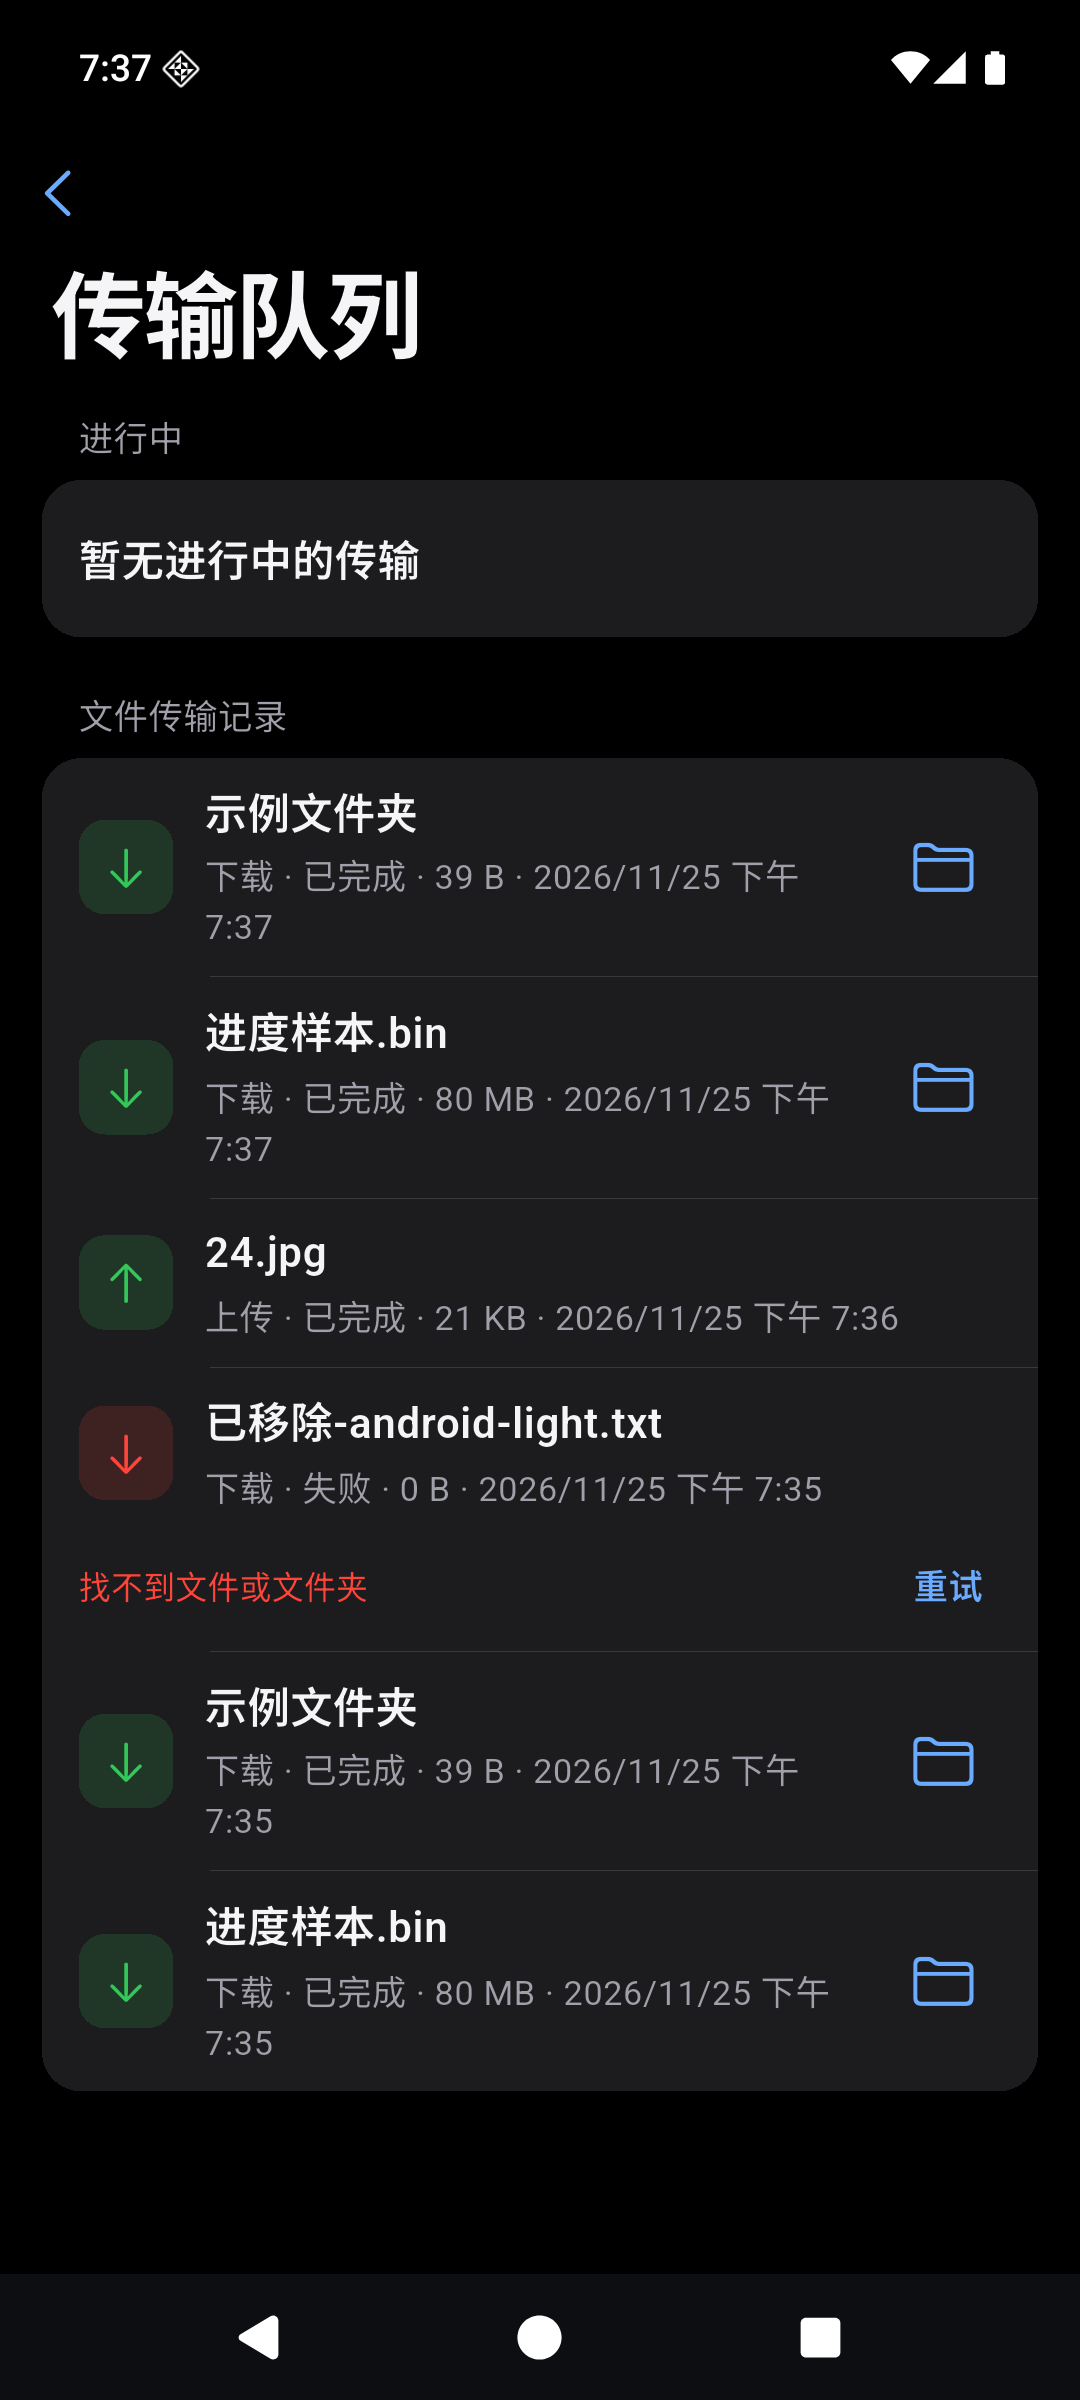 7:37
传输队列
进行中
暂无进行中的传输
文件传输记录
示例文件夹
下载 · 已完成 · 39 B · 2026/11/25 下午
7:37
进度样本.bin
下载 · 已完成 · 80 MB · 2026/11/25 下午
7:37
24.jpg
上传 · 已完成 · 21 KB · 2026/11/25 下午 7:36
已移除-android-light.txt
下载 · 失败 · 0 B · 2026/11/25 下午 7:35
找不到文件或文件夹
重试
示例文件夹
下载 · 已完成 · 39 B · 2026/11/25 下午
7:35
进度样本.bin
下载 · 已完成 · 80 MB · 2026/11/25 下午
7:35